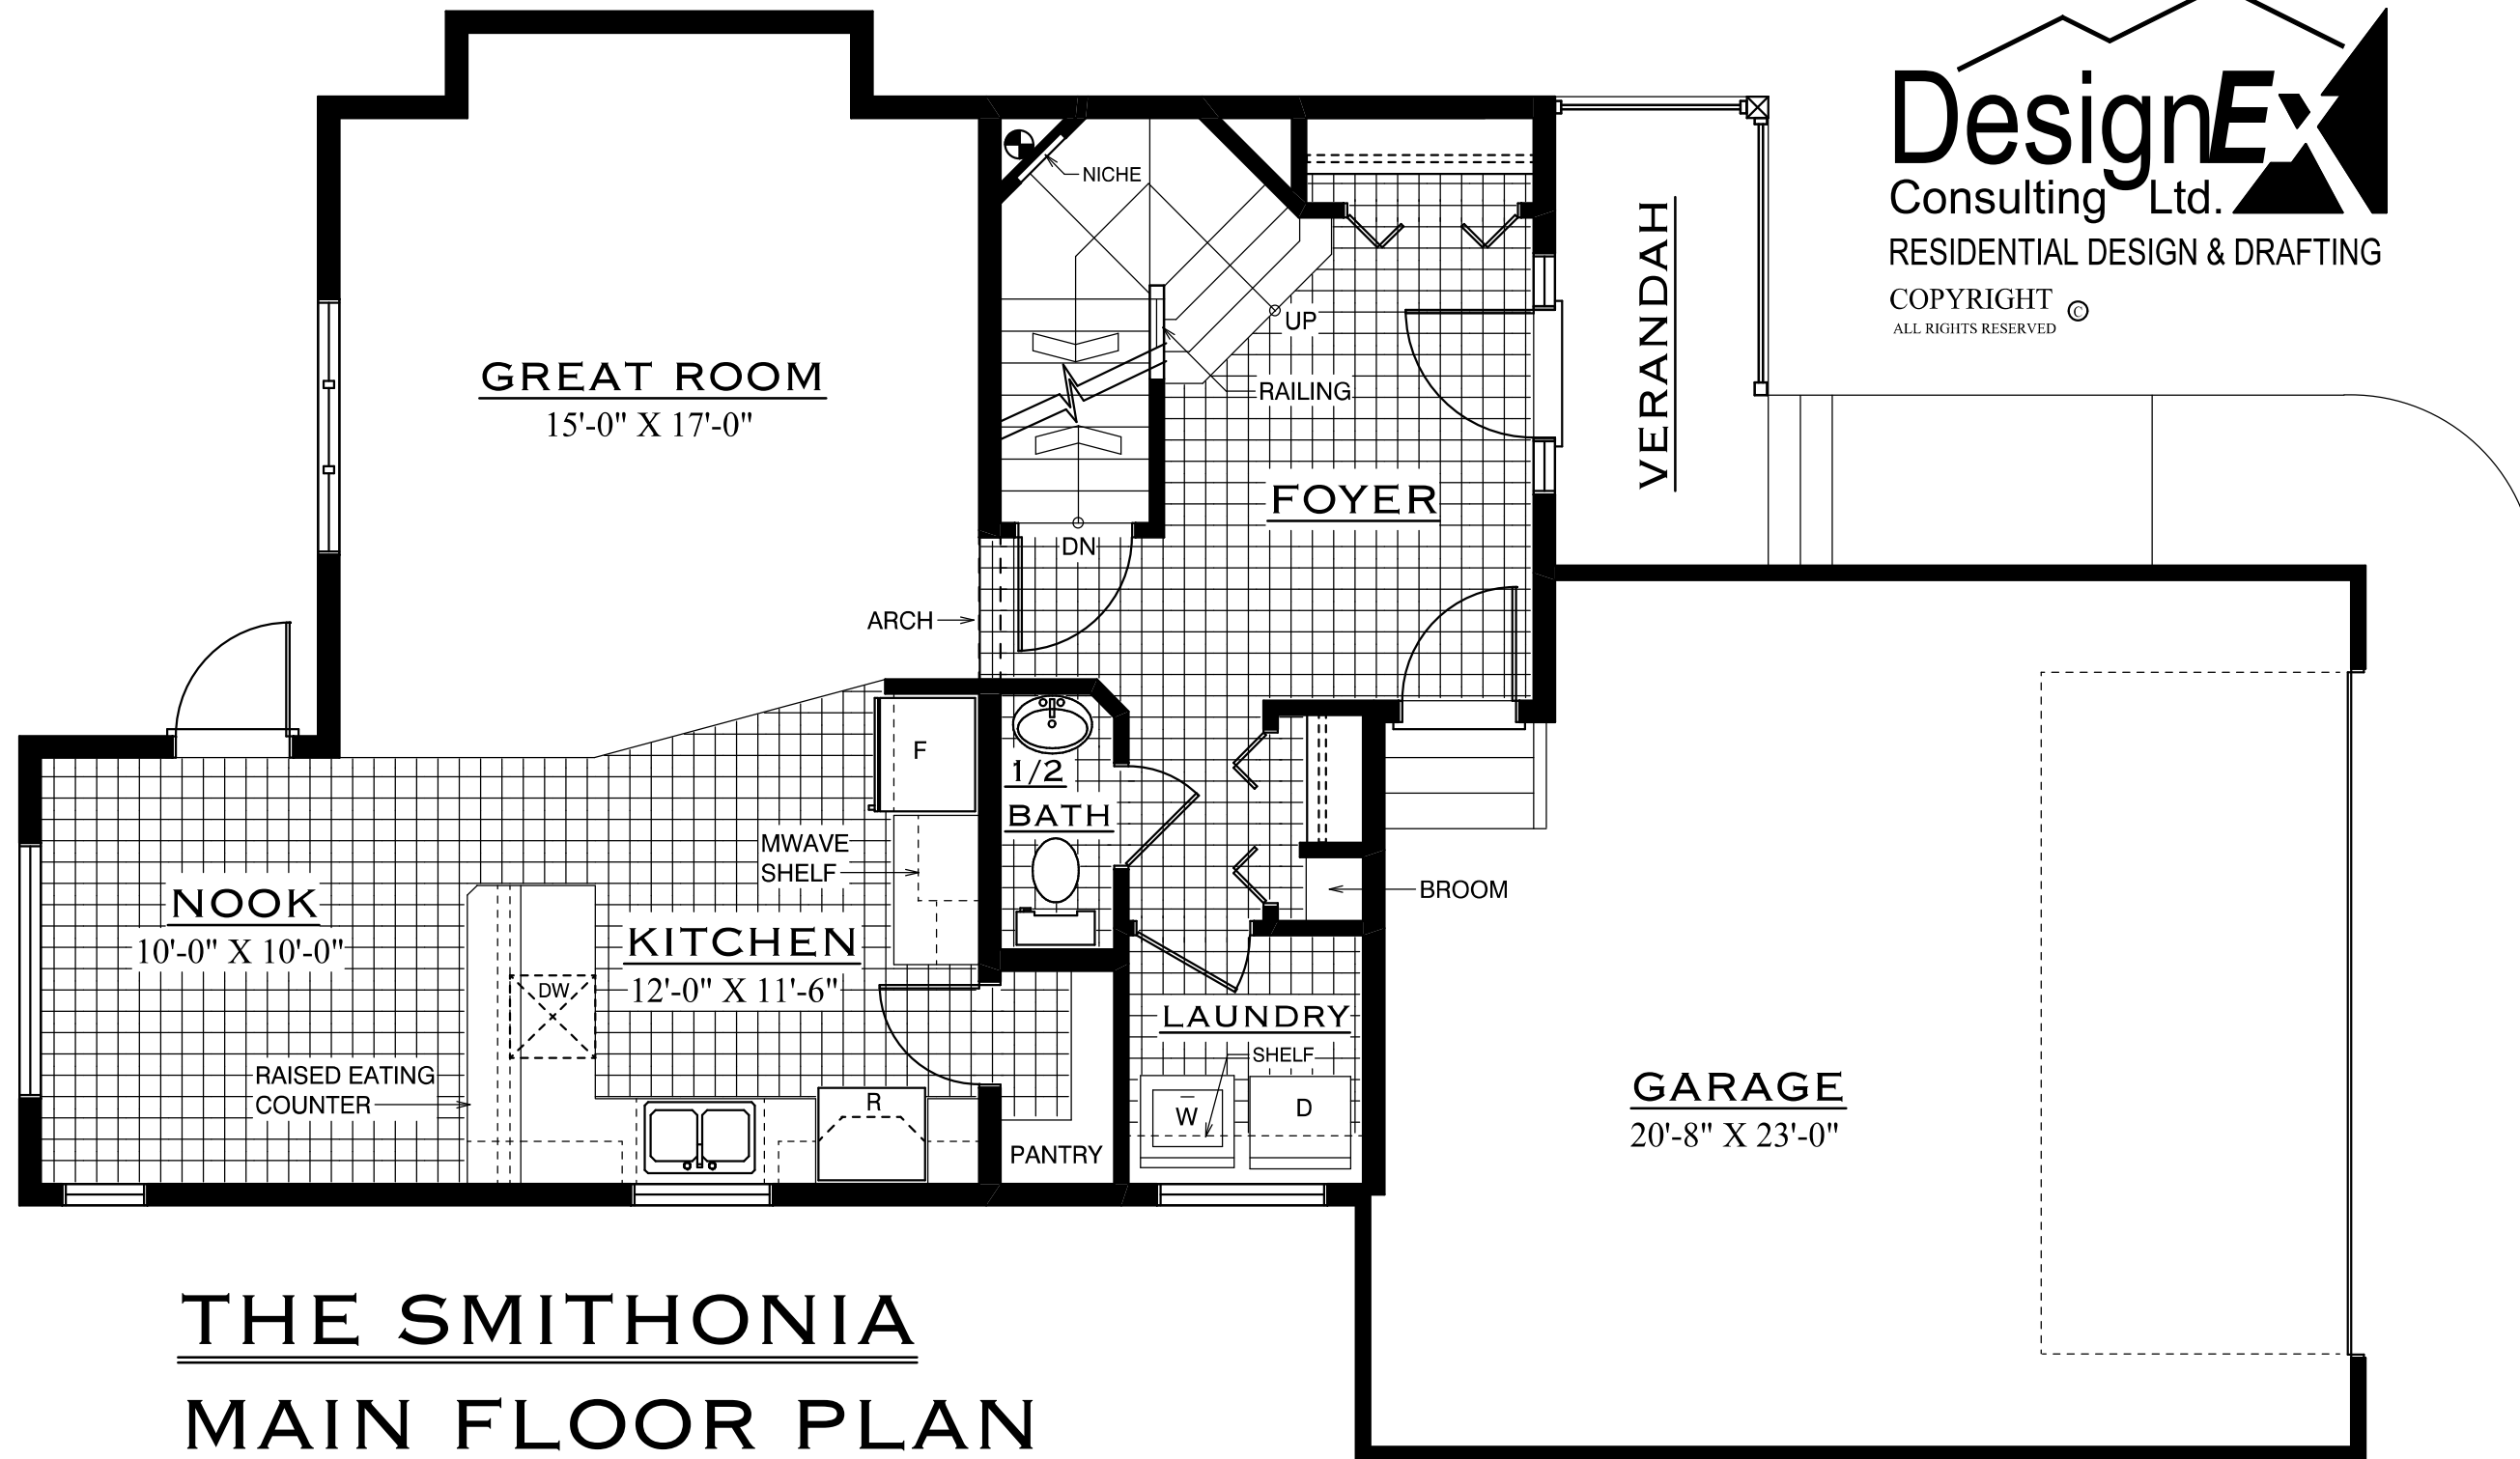 DesignEx
Consulting Ltd.
RESIDENTIAL DESIGN & DRAFTING
COPYRIGHT ©
ALL RIGHTS RESERVED
NICHE
VERANDAH
UP
GREAT ROOM
15'-0" X 17'-0"
RAILING
FOYER
DN
ARCH
F
1/2
BATH
MWAVE
SHELF
NOOK
10'-0" X 10'-0"
BROOM
KITCHEN
12'-0" X 11'-6"
DW
LAUNDRY
SHELF
RAISED EATING
COUNTER
R
W
D
GARAGE
20'-8" X 23'-0"
PANTRY
THE SMITHONIA
MAIN FLOOR PLAN